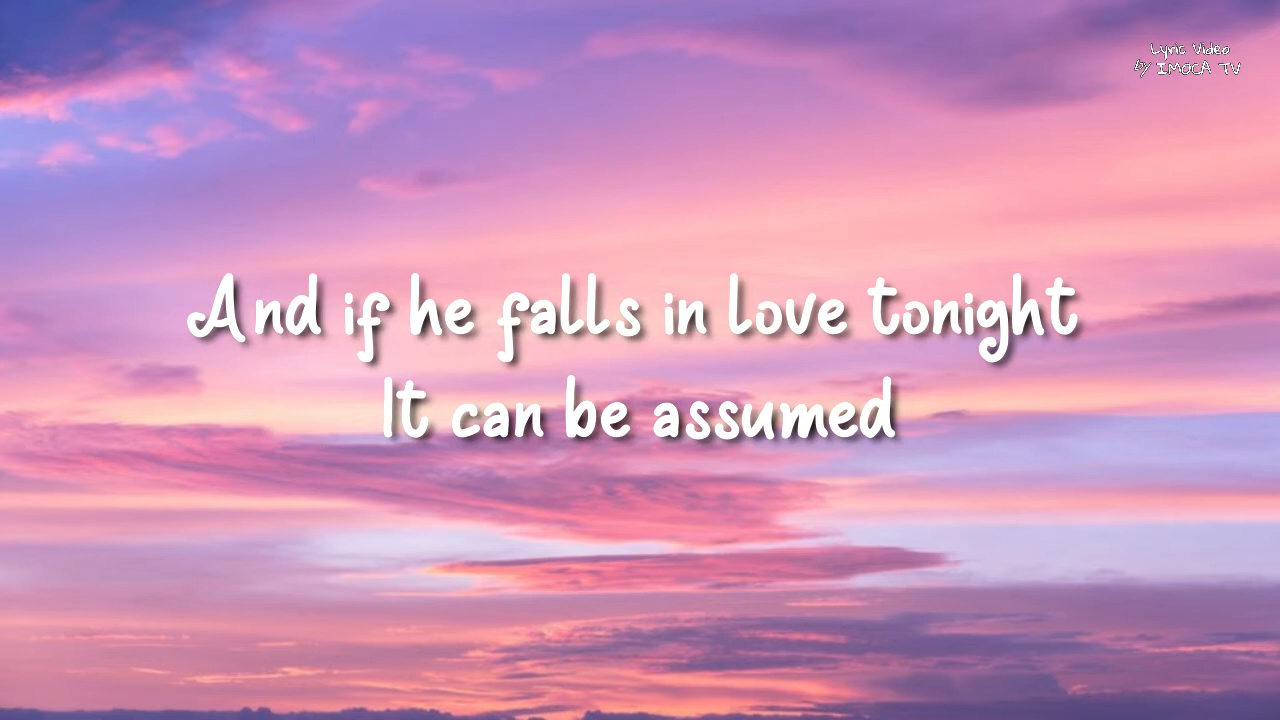 Lyric Video
by IMOCA TV
And if he falls in love tonight
It can be assumed